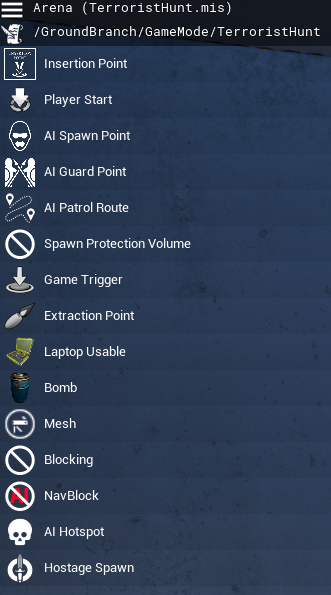 Arena (TerroristHunt.mis)
/GroundBranch/GameMode/TerroristHunt
Insertion Point
Player Start
AI Spawn Point
AI Guard Point
AI Patrol Route
Spawn Protection Volume
Game Trigger
Extraction Point
Laptop Usable
Bomb
Mesh
Blocking
NavBlock
AI Hotspot
Hostage Spawn